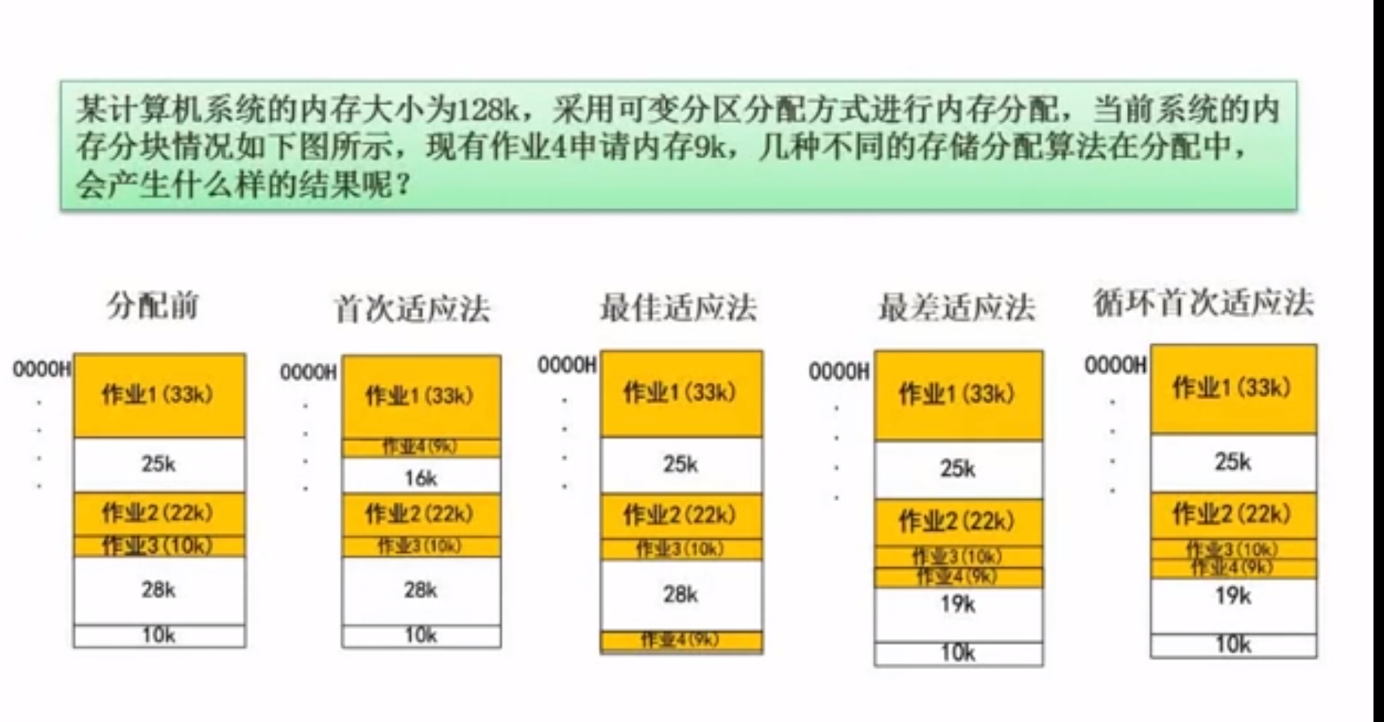 某计算机系统的内存大小为128k，采用可变分区分配方式进行内存分配，当前系统的内
存分块情况如下图所示，现有作业4申请内存9k，几种不同的存储分配算法在分配中，
会产生什么样的结果呢？
分配前
0000H
作业1(33k)
25k
作业2(22k)
作业3(10k)
28k
10k
首次适应法
0000H
作业1(33k)
作业4(9k)
16k
作业2(22k)
作业3(10k)
28k
10k
最佳适应法
0000H
作业1(33k)
25k
作业2(22k)
作业3(10k)
28k
作业4(9k)
最差适应法
0000H
作业1(33k)
25k
作业2(22k)
作业3(10k)
作业4(9k)
19k
10k
循环首次适应法
0000H
作业1(33k)
25k
作业2(22k)
作业3(10k)
作业4(9k)
19k
10k